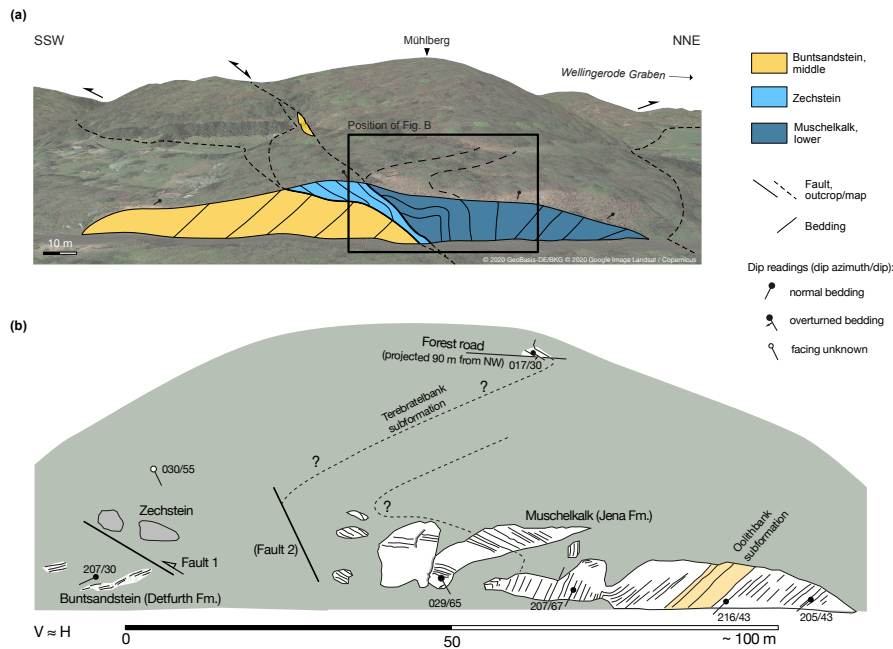 (a)
SSW
Mühlberg
NNE
Wellingerode Graben
Position of Fig. B
10 m
© 2020 GeoBasis-DE/BKG © 2020 Google Image Landsat / Copernicus
Buntsandstein,
middle
Zechstein
Muschelkalk,
lower
Fault,
outcrop/map
Bedding
Dip readings (dip azimuth/dip):
normal bedding
overturned bedding
facing unknown
(b)
Forest road
(projected 90 m from NW)
017/30
?
Terebratelbank
subformation
?
030/55
?
Zechstein
Muschelkalk (Jena Fm.)
Oolithbank
subformation
(Fault 2)
Fault 1
207/30
Buntsandstein (Detfurth Fm.)
029/65
207/67
216/43
205/43
V ≈ H
0
50
~ 100 m